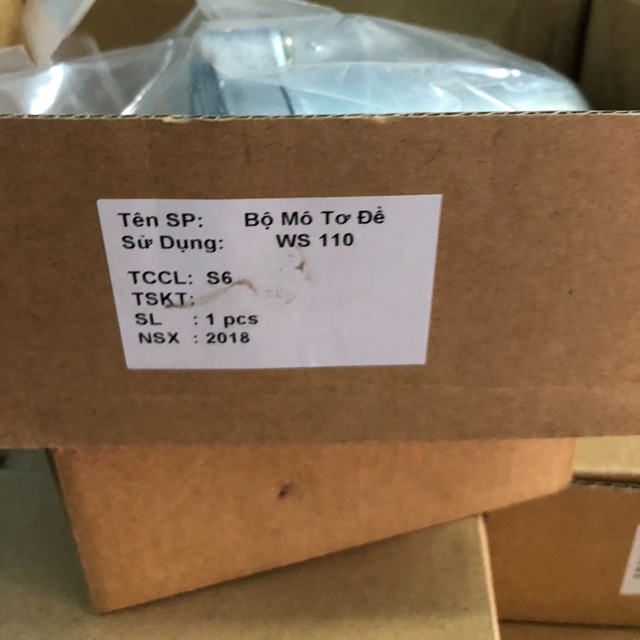 Tên SP: Bộ Mô Tơ Đề
Sử Dụng: WS 110
TCCL: S6
TSKT:
SL : 1 pcs
NSX : 2018